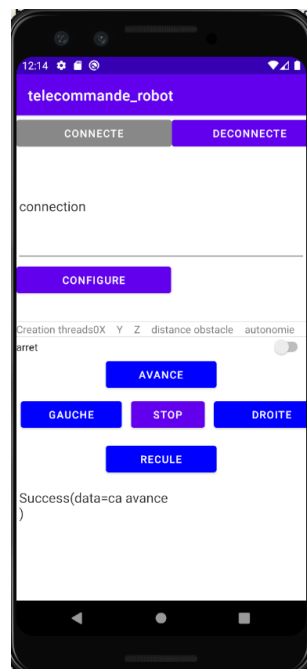 12:14
telecommande_robot
CONNECTE DECONNECTE
connection
CONFIGURE
Creation threads0X Y Z distance obstacle autonomie
arret
AVANCE
GAUCHE STOP DROITE
RECULE
Success(data=ca avance
)